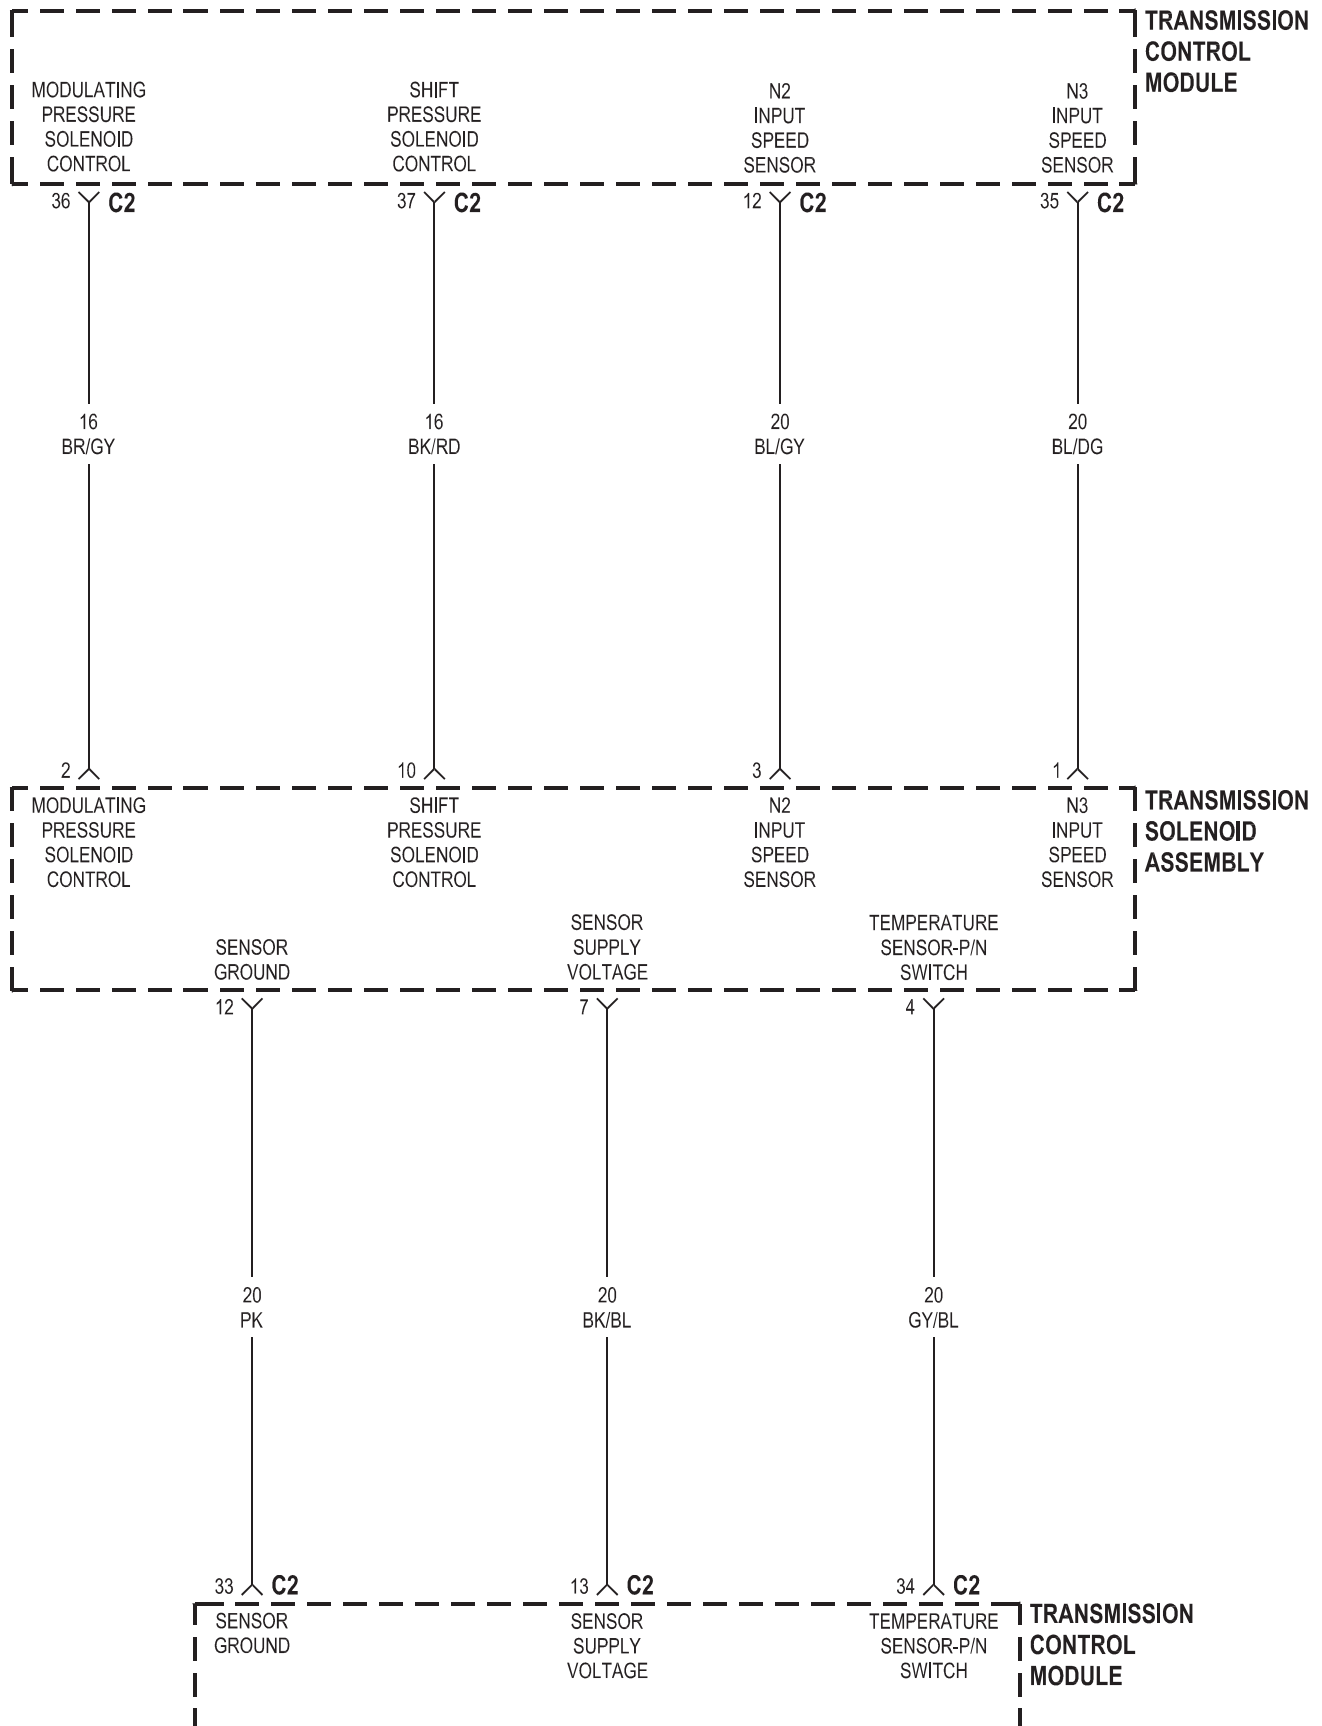 TRANSMISSION
CONTROL
MODULE
MODULATING
PRESSURE
SOLENOID
CONTROL
SHIFT
PRESSURE
SOLENOID
CONTROL
N2
INPUT
SPEED
SENSOR
N3
INPUT
SPEED
SENSOR
36 C2
37 C2
12 C2
35 C2
16
BR/GY
16
BK/RD
20
BL/GY
20
BL/DG
2
10
3
1
TRANSMISSION
SOLENOID
ASSEMBLY
MODULATING
PRESSURE
SOLENOID
CONTROL
SHIFT
PRESSURE
SOLENOID
CONTROL
N2
INPUT
SPEED
SENSOR
N3
INPUT
SPEED
SENSOR
SENSOR
GROUND
SENSOR
SUPPLY
VOLTAGE
TEMPERATURE
SENSOR-P/N
SWITCH
12
7
4
20
PK
20
BK/BL
20
GY/BL
33 C2
13 C2
34 C2
SENSOR
GROUND
SENSOR
SUPPLY
VOLTAGE
TEMPERATURE
SENSOR-P/N
SWITCH
TRANSMISSION
CONTROL
MODULE